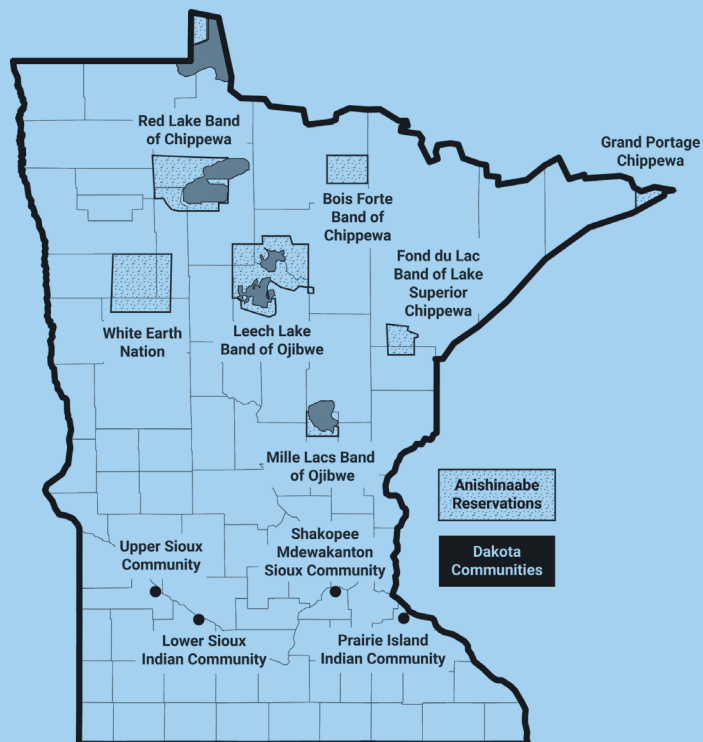 Red Lake Band
of Chippewa
Grand Portage
Chippewa
Bois Forte
Band of
Chippewa
Fond du Lac
Band of Lake
Superior
Chippewa
White Earth
Nation
Leech Lake
Band of Ojibwe
Mille Lacs Band
of Ojibwe
Anishinaabe
Reservations
Dakota
Communities
Upper Sioux
Community
Shakopee
Mdewakanton
Sioux Community
Lower Sioux
Indian Community
Prairie Island
Indian Community